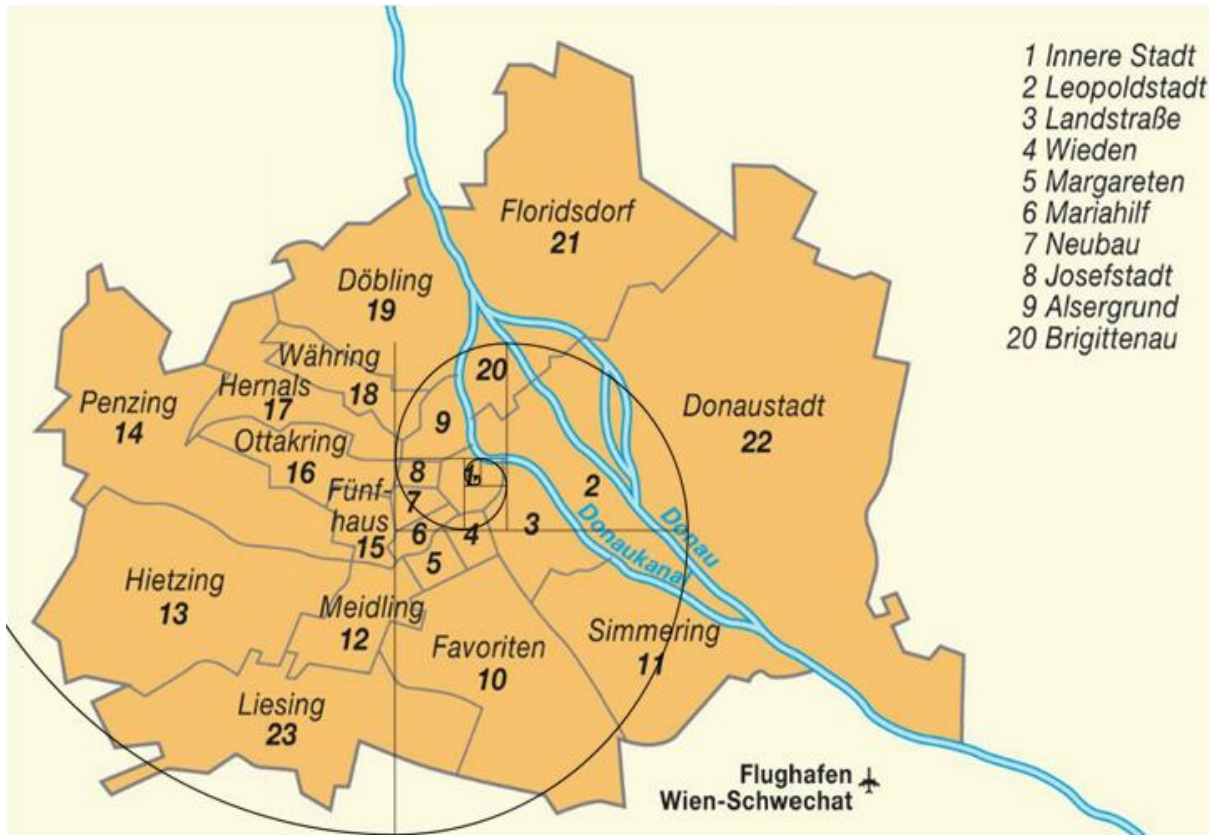 1 Innere Stadt
2 Leopoldstadt
3 Landstraße
4 Wieden
5 Margareten
6 Mariahilf
7 Neubau
8 Josefstadt
9 Alsergrund
20 Brigittenau
Floridsdorf
21
Döbling
19
Währing
18
Hernals
17
Penzing
14
Ottakring
16
Fünf-
haus
15
Donaustadt
22
20
9
8
1
7
2
6
4
3
5
Donau
Donaukanal
Hietzing
13
Meidling
12
Favoriten
10
Simmering
11
Liesing
23
Flughafen
Wien-Schwechat